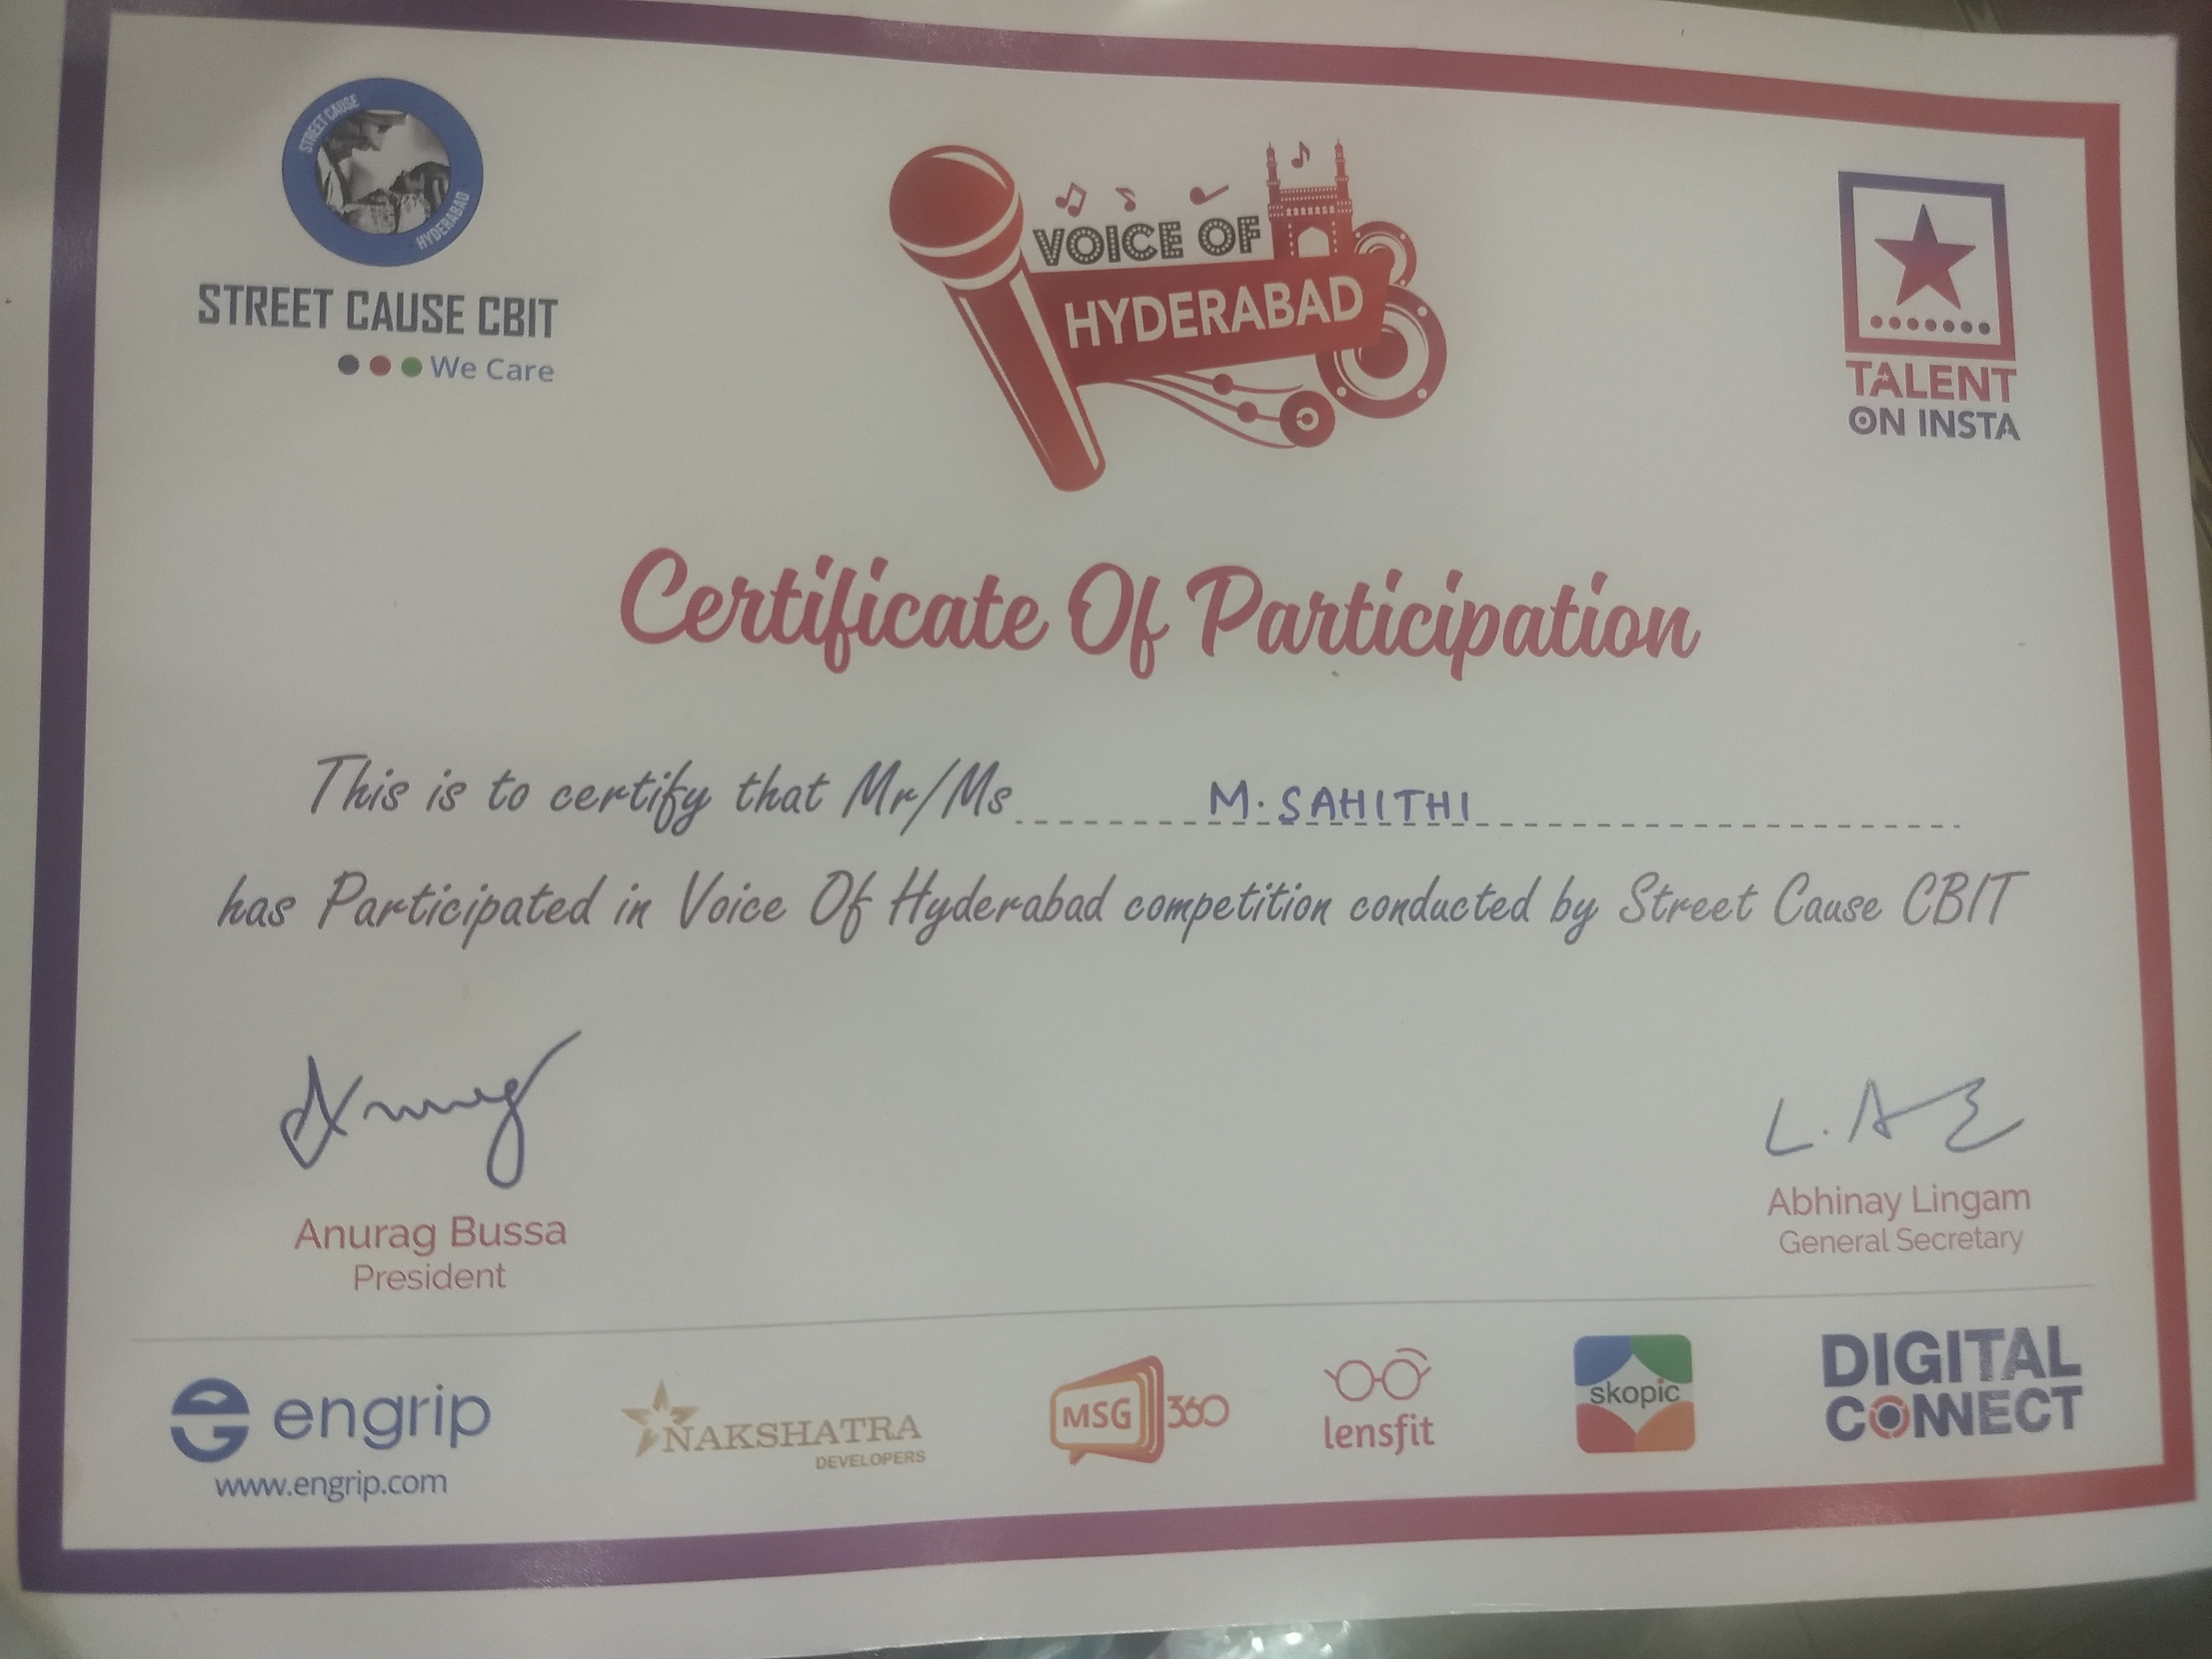 STREET CAUSE
HYDERABAD
STREET CAUSE CBIT
We Care
VOICE OF
HYDERABAD
TALENT
ON INSTA
Certificate Of Participation
This is to certify that Mr/Ms M. SAHITHI
has Participated in Voice Of Hyderabad competition conducted by Street Cause CBIT
Anurag Bussa
President
L. A
Abhinay Lingam
General Secretary
engrip
www.engrip.com
NAKSHATRA
DEVELOPERS
MSG 360
lensfit
skopic
DIGITAL
CONNECT